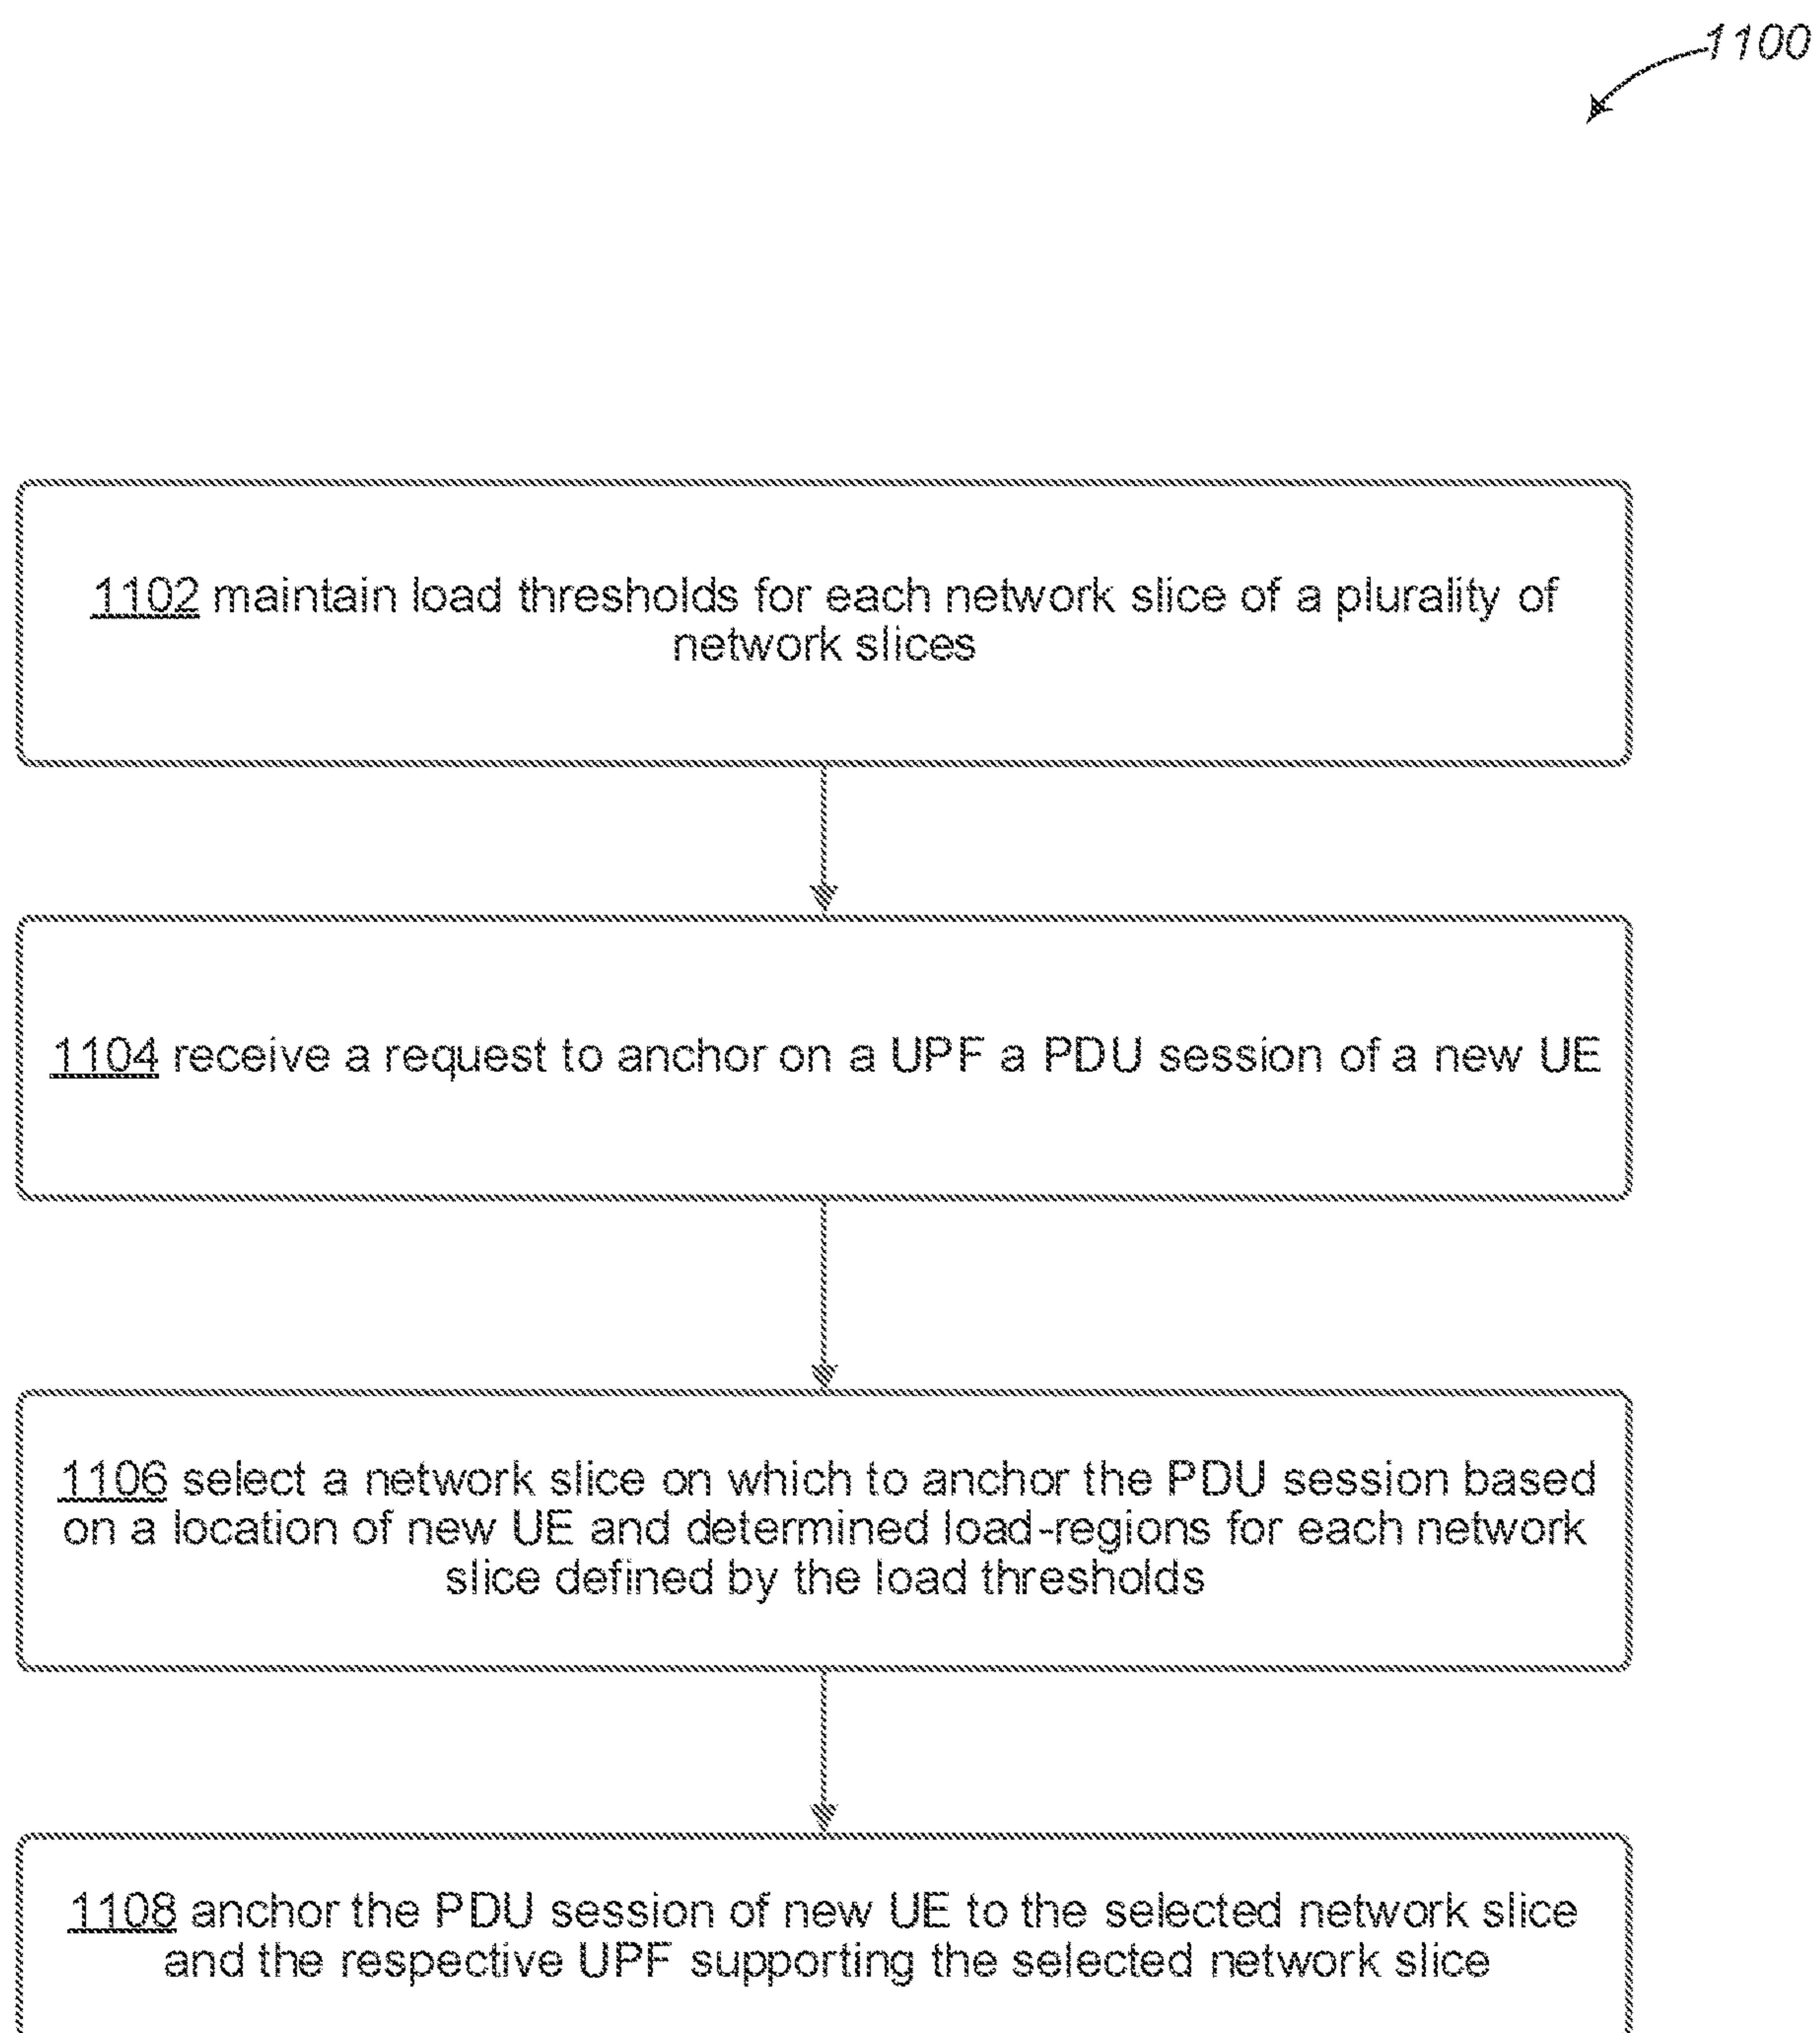 1100
1102 maintain load thresholds for each network slice of a plurality of
network slices
1104 receive a request to anchor on a UPF a PDU session of a new UE
1106 select a network slice on which to anchor the PDU session based
on a location of new UE and determined load-regions for each network
slice defined by the load thresholds
1108 anchor the PDU session of new UE to the selected network slice
and the respective UPF supporting the selected network slice